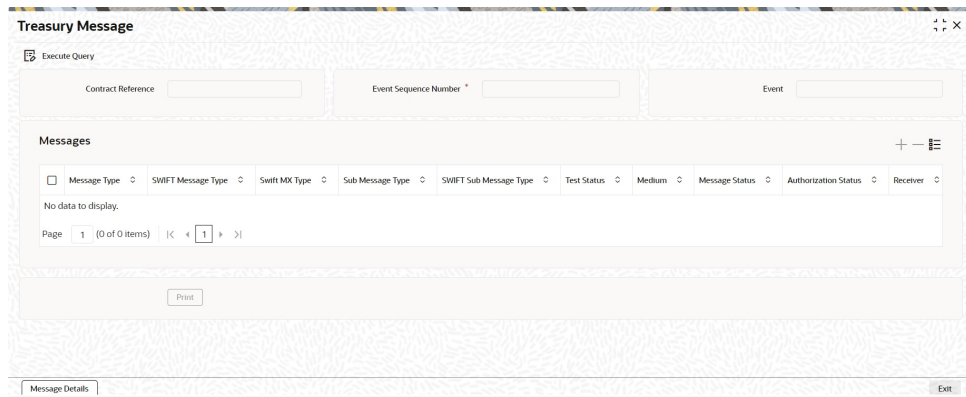 Treasury Message
Execute Query
Contract Reference Event Sequence Number * Event
Messages
Message Type SWIFT Message Type Swift MX Type Sub Message Type SWIFT Sub Message Type Test Status Medium Message Status Authorization Status Receiver
No data to display.
Page 1 (0 of 0 items) 1
Print
Message Details Exit